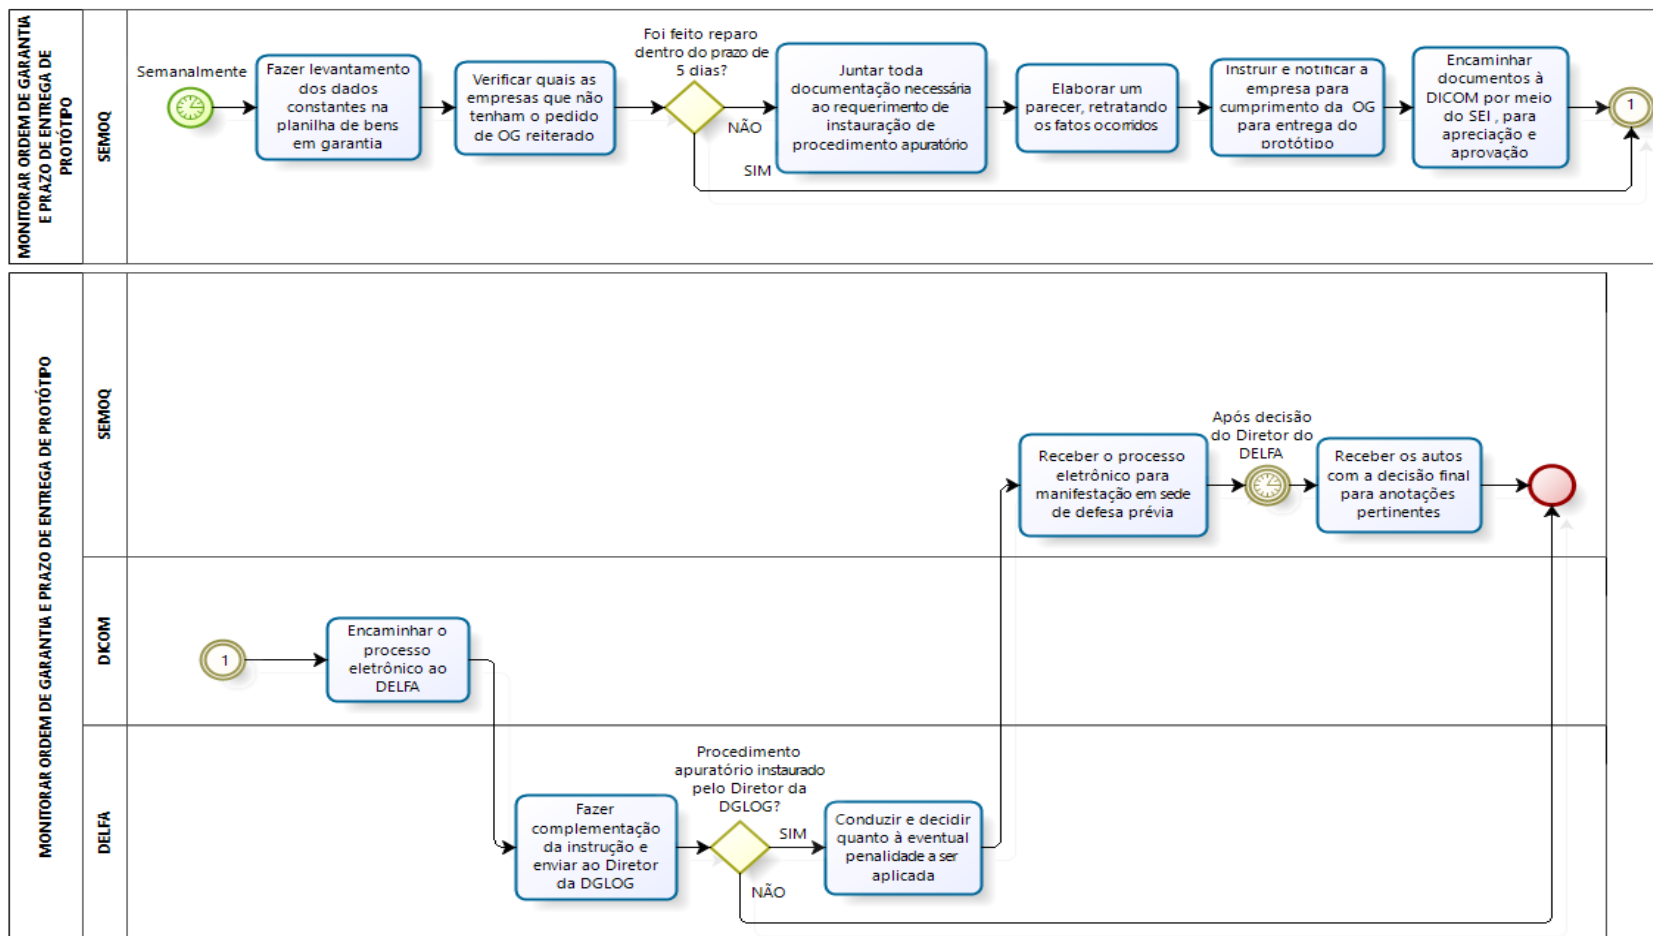 MONITORAR ORDEM DE GARANTIA
E PRAZO DE ENTREGA DE
PROTÓTIPO
SEMOQ
Semanalmente
Fazer levantamento
dos dados
constantes na
planilha de bens
em garantia
Verificar quais as
empresas que não
tenham o pedido
de OG reiterado
Foi feito reparo
dentro do prazo de
5 dias?
NÃO
SIM
Juntar toda
documentação necessária
ao requerimento de
instauração de
procedimento apuratório
Elaborar um
parecer, retratando
os fatos ocorridos
Instruir e notificar a
empresa para
cumprimento da OG
para entrega do
protótipo
Encaminhar
documentos à
DICOM por meio
do SEI , para
apreciação e
aprovação
1
MONITORAR ORDEM DE GARANTIA E PRAZO DE ENTREGA DE PROTÓTIPO
SEMOQ
Receber o processo
eletrônico para
manifestação em sede
de defesa prévia
Após decisão
do Diretor do
DELFA
Receber os autos
com a decisão final
para anotações
pertinentes
DICOM
1
Encaminhar o
processo
eletrônico ao
DELFA
DELFA
Fazer
complementação
da instrução e
enviar ao Diretor
da DGLOG
Procedimento
apuratório instaurado
pelo Diretor da
DGLOG?
SIM
NÃO
Conduzir e decidir
quanto à eventual
penalidade a ser
aplicada